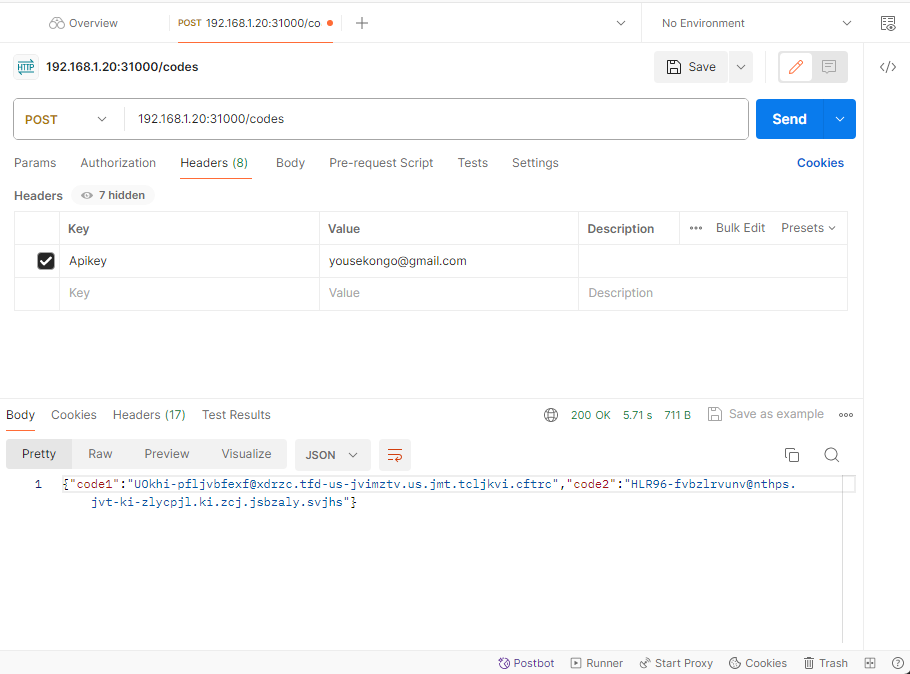 Overview
POST 192.168.1.20:31000/co
No Environment
HTTP 192.168.1.20:31000/codes
Save
POST 192.168.1.20:31000/codes
Send
Params Authorization Headers (8) Body Pre-request Script Tests Settings Cookies
Headers 7 hidden
Key Value Description Bulk Edit Presets
Apikey yousekongo@gmail.com
Key Value Description
Body Cookies Headers (17) Test Results 200 OK 5.71 s 711 B Save as example
Pretty Raw Preview Visualize JSON
1 {"code1":"UOkhi-pfljvbfexf@xdrzc.tfd-us-jvimztv.us.jmt.tcljkvi.cftrc","code2":"HLR96-fvbzlrvunv@nthps.
jvt-ki-zlycpjl.ki.zcj.jsbzaly.svjhs"}
Postbot Runner Start Proxy Cookies Trash